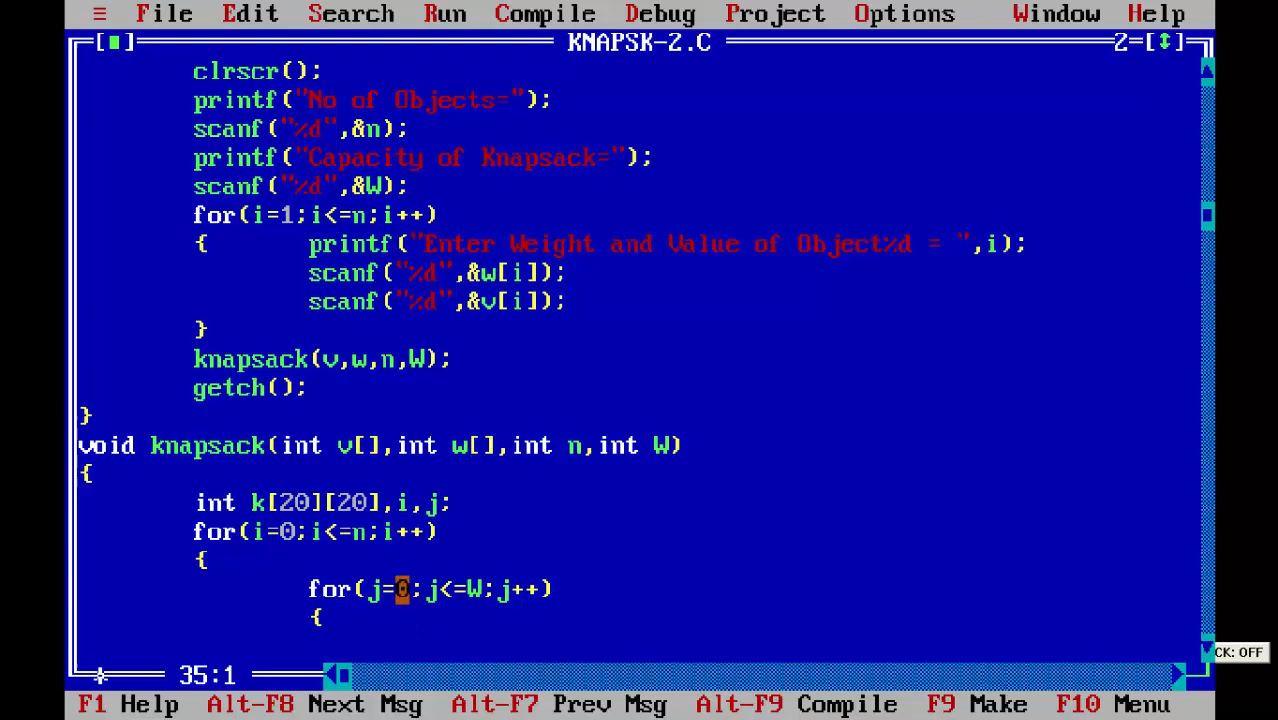 ≡ File Edit Search Run Compile Debug Project Options Window Help
[■] KNAPSK-2.C 2=[↕]
clrscr();
printf("No of Objects=");
scanf("%d",&n);
printf("Capacity of Knapsack=");
scanf("%d",&W);
for(i=1;i<=n;i++)
{ printf("Enter Weight and Value of Object%d = ",i);
scanf("%d",&w[i]);
scanf("%d",&v[i]);
}
knapsack(v,w,n,W);
getch();
}
void knapsack(int v[],int w[],int n,int W)
{
int k[20][20],i,j;
for(i=0;i<=n;i++)
{
for(j=0;j<=W;j++)
{
CK: OFF
35:1
F1 Help Alt-F8 Next Msg Alt-F7 Prev Msg Alt-F9 Compile F9 Make F10 Menu